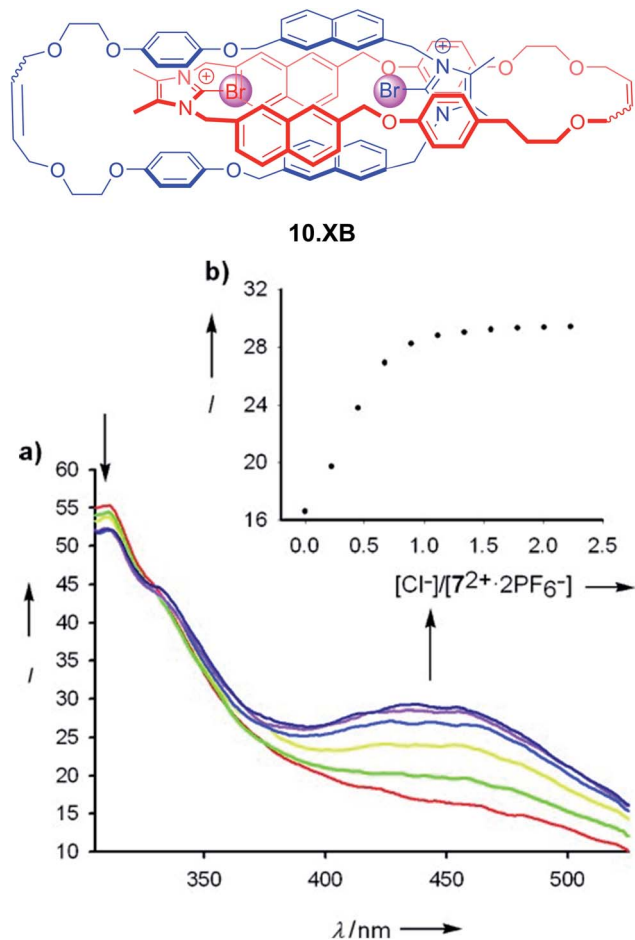 O O O O
N ⊕ N ⊕ O O O
Br Br
N N
O O O
O O O O
10.XB
b)
32
28
24
20
16
I
0.0 0.5 1.0 1.5 2.0 2.5
[Cl-]/[7²⁺·2PF₆⁻]
a)
60
55
50
45
40
35
30
25
20
15
10
I
350 400 450 500
λ/nm